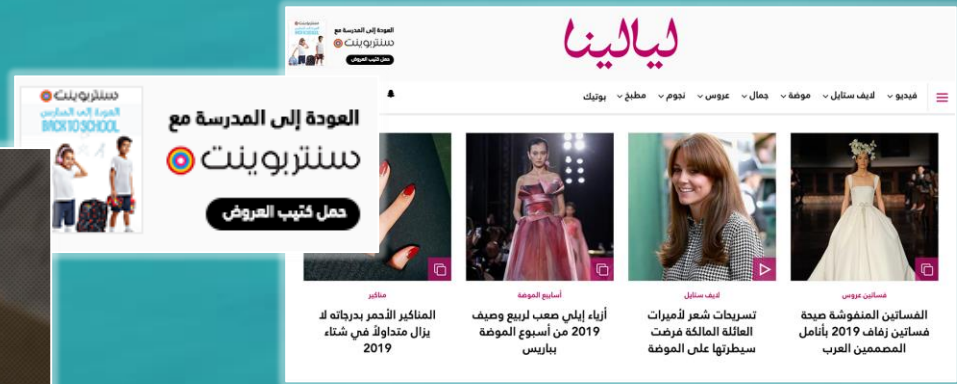 العودة إلى المدرسة مع
سنتربوينت
حمل كتيب العروض
ليالينا
فيديو
لايف ستايل
موضة
جمال
عروس
نجوم
مطبخ
بوتيك
سنتربوينت
العودة إلى المدارس
BACK TO SCHOOL
العودة إلى المدرسة مع
سنتربوينت
حمل كتيب العروض
فساتين عروس
الفساتين المنفوشة صيحة
فساتين زفاف 2019 بأنامل
المصممين العرب
لايف ستايل
تسريحات شعر لأميرات
العائلة المالكة فرضت
سيطرتها على الموضة
أسابيع الموضة
أزياء إيلي صعب لربيع وصيف
2019 من أسبوع الموضة
بباريس
مناكير
المناكير الأحمر بدرجاته لا
يزال متداولاً في شتاء
2019